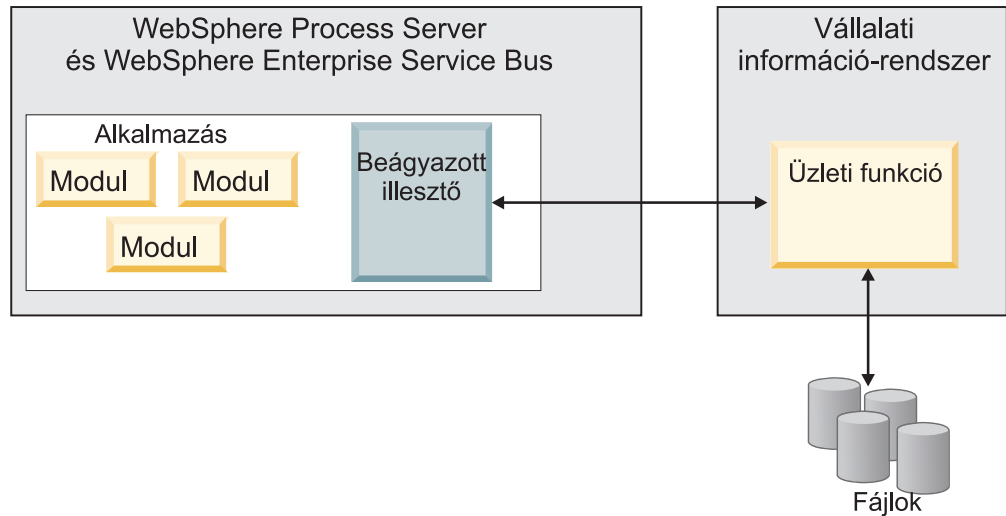 WebSphere Process Server
és WebSphere Enterprise Service Bus
Alkalmazás
Modul
Modul
Modul
Beágyazott
illesztő
Vállalati
információ-rendszer
Üzleti funkció
Fájlok